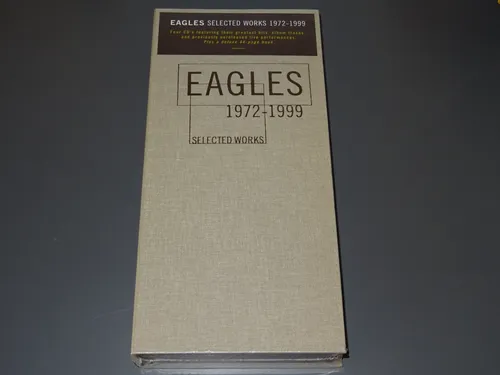 EAGLES SELECTED WORKS 1972-1999
Four CD's featuring their greatest hits, album tracks
and previously unreleased live performances.
Plus a deluxe 44-page book
EAGLES
1972-1999
SELECTED WORKS